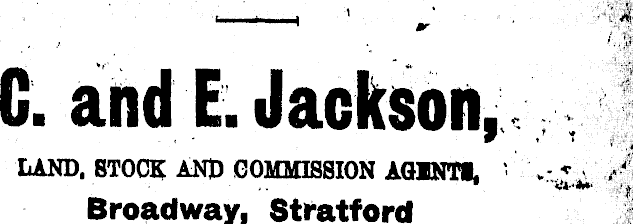 C. and E. Jackson,
LAND, STOCK AND COMMISSION AGENTS,
Broadway, Stratford